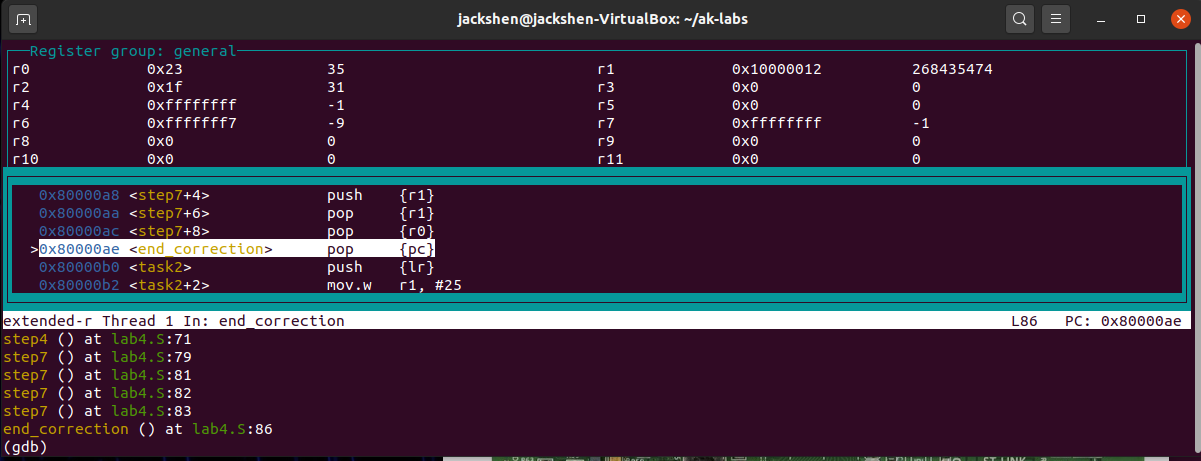 jackshen@jackshen-VirtualBox: ~/ak-labs
Register group: general
r0 0x23 35 r1 0x10000012 268435474
r2 0x1f 31 r3 0x0 0
r4 0xffffffff -1 r5 0x0 0
r6 0xfffffff7 -9 r7 0xffffffff -1
r8 0x0 0 r9 0x0 0
r10 0x0 0 r11 0x0 0
0x80000a8 <step7+4> push {r1}
0x80000aa <step7+6> pop {r1}
0x80000ac <step7+8> pop {r0}
>0x80000ae <end_correction> pop {pc}
0x80000b0 <task2> push {lr}
0x80000b2 <task2+2> mov.w r1, #25
extended-r Thread 1 In: end_correction L86 PC: 0x80000ae
step4 () at lab4.S:71
step7 () at lab4.S:79
step7 () at lab4.S:81
step7 () at lab4.S:82
step7 () at lab4.S:83
end_correction () at lab4.S:86
(gdb)